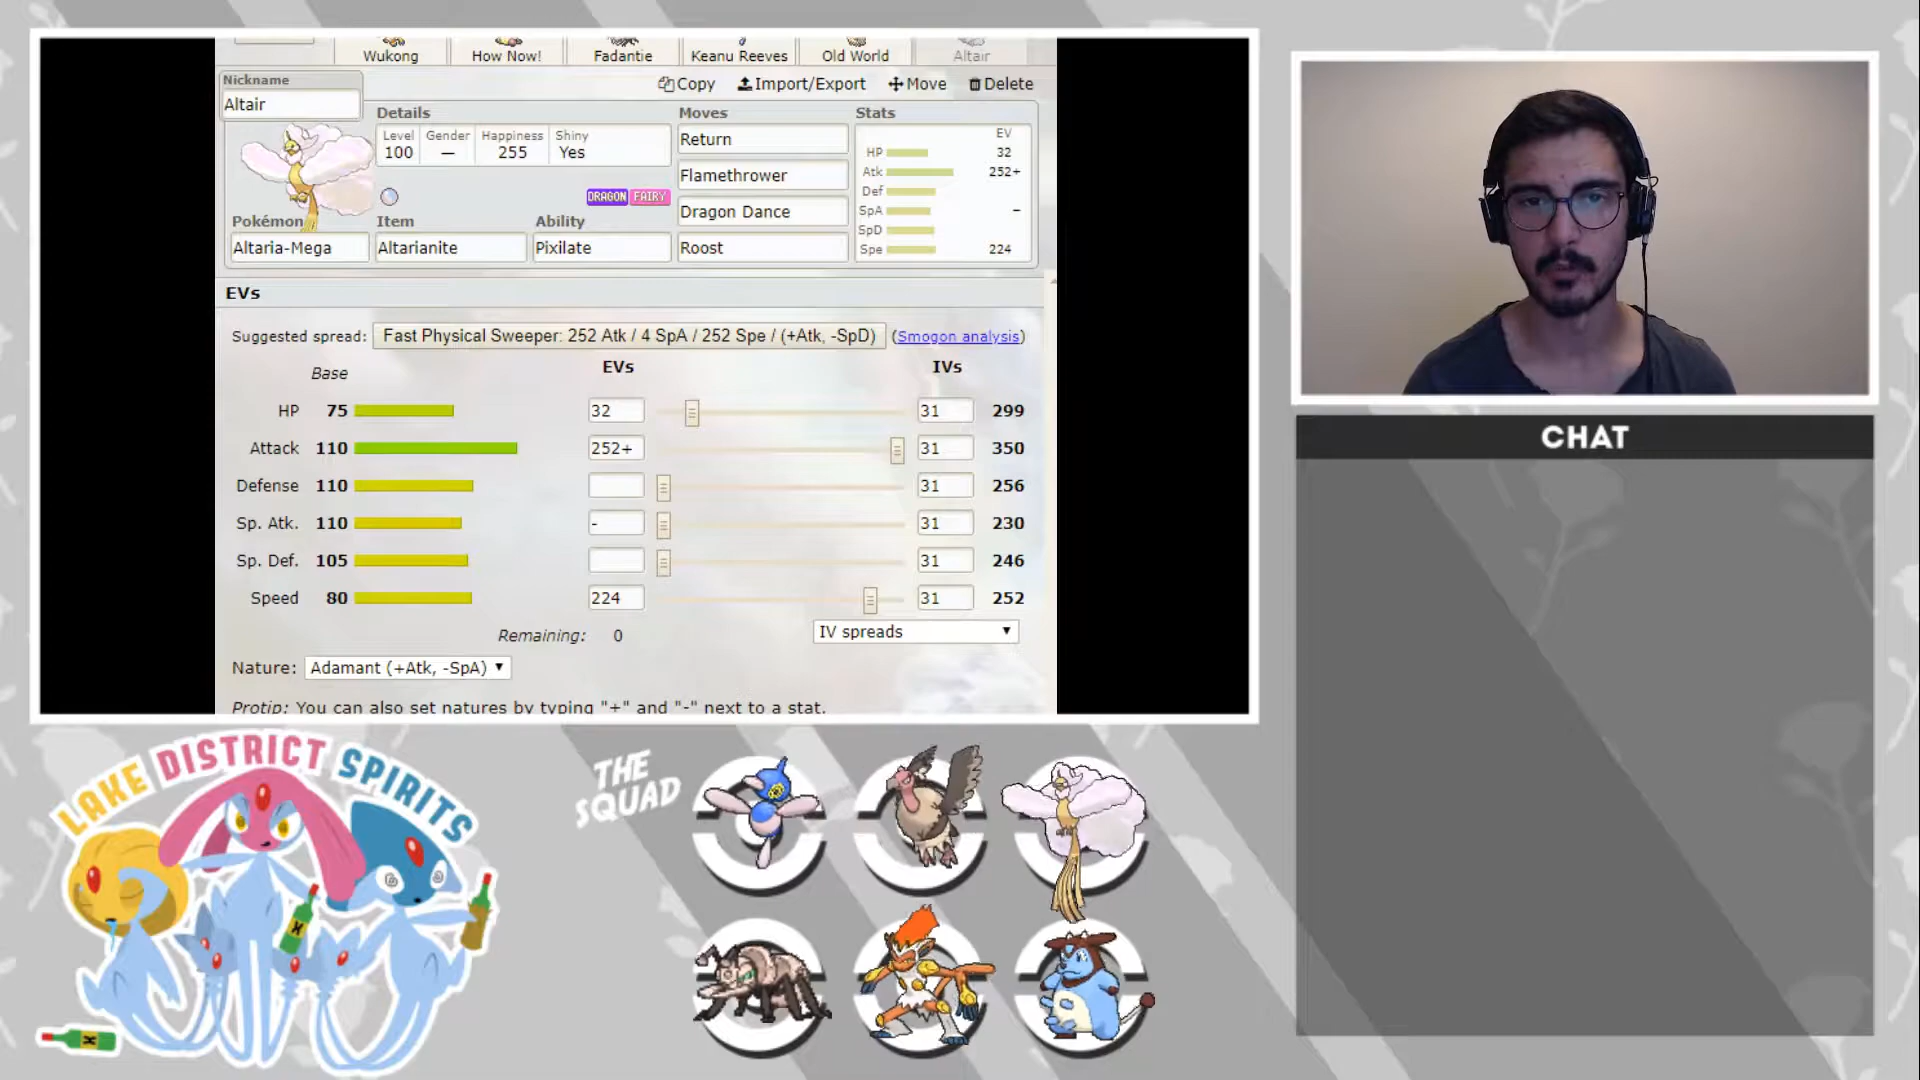 Wukong
How Now!
Fadantie
Keanu Reeves
Old World
Altair
Nickname
Altair
Copy
Import/Export
Move
Delete
Details
Moves
Stats
Level
100
Gender
—
Happiness
255
Shiny
Yes
DRAGON FAIRY
Pokémon
Altaria-Mega
Item
Altarianite
Ability
Pixilate
Return
Flamethrower
Dragon Dance
Roost
EV
HP 32
Atk 252+
Def
SpA –
SpD
Spe 224
EVs
Suggested spread: Fast Physical Sweeper: 252 Atk / 4 SpA / 252 Spe / (+Atk, -SpD) (Smogon analysis)
Base EVs IVs
HP 75 32 31 299
Attack 110 252+ 31 350
Defense 110 31 256
Sp. Atk. 110 - 31 230
Sp. Def. 105 31 246
Speed 80 224 31 252
Remaining: 0
IV spreads
Nature: Adamant (+Atk, -SpA)
Protip: You can also set natures by typing "+" and "-" next to a stat.
CHAT
LAKE DISTRICT SPIRITS
THE
SQUAD